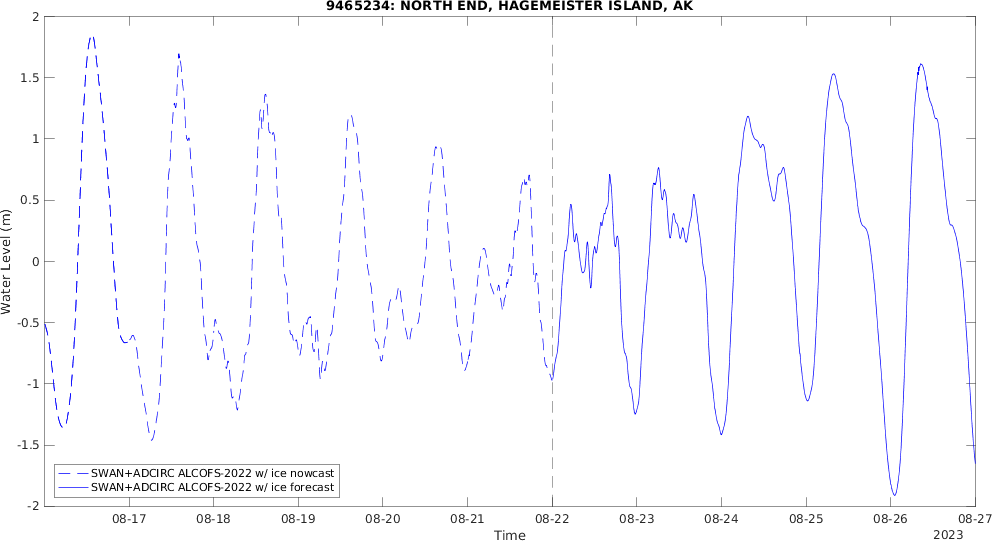 9465234: NORTH END, HAGEMEISTER ISLAND, AK
Water Level (m)
2
1.5
1
0.5
0
-0.5
-1
-1.5
-2
SWAN+ADCIRC ALCOFS-2022 w/ ice nowcast
SWAN+ADCIRC ALCOFS-2022 w/ ice forecast
08-17 08-18 08-19 08-20 08-21 08-22 08-23 08-24 08-25 08-26 08-27
Time
2023